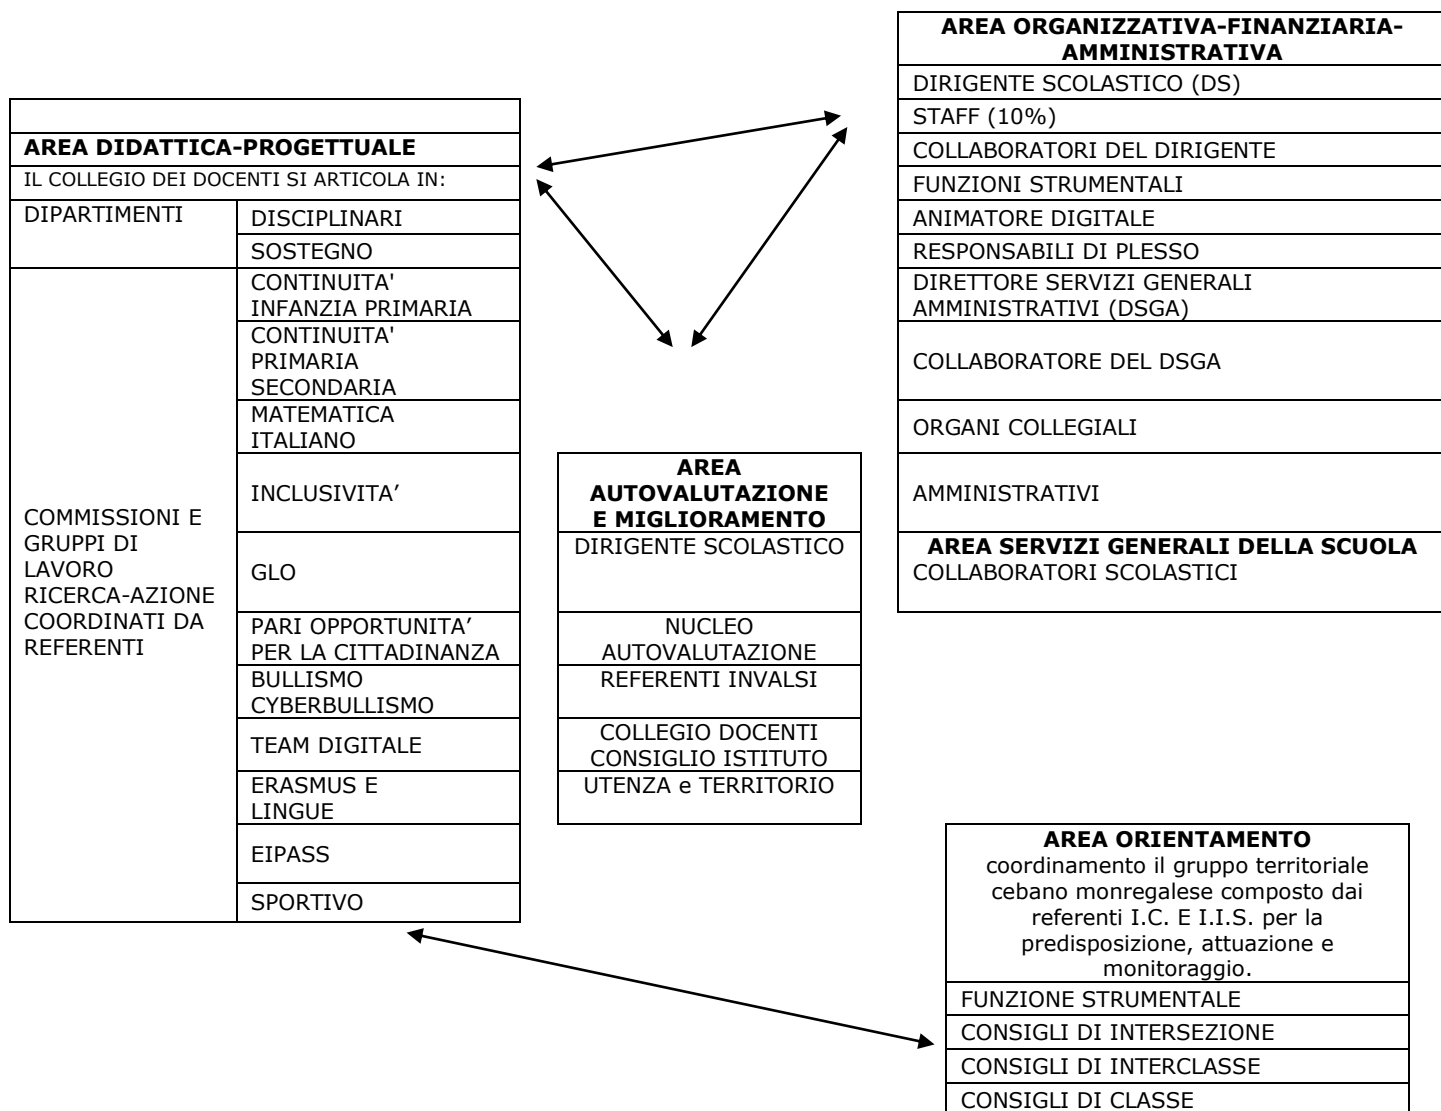 AREA ORGANIZZATIVA-FINANZIARIA-
AMMINISTRATIVA
DIRIGENTE SCOLASTICO (DS)
STAFF (10%)
COLLABORATORI DEL DIRIGENTE
FUNZIONI STRUMENTALI
ANIMATORE DIGITALE
RESPONSABILI DI PLESSO
DIRETTORE SERVIZI GENERALI
AMMINISTRATIVI (DSGA)
COLLABORATORE DEL DSGA
ORGANI COLLEGIALI
AMMINISTRATIVI
AREA SERVIZI GENERALI DELLA SCUOLA
COLLABORATORI SCOLASTICI
AREA DIDATTICA-PROGETTUALE
IL COLLEGIO DEI DOCENTI SI ARTICOLA IN:
DIPARTIMENTI
DISCIPLINARI
SOSTEGNO
COMMISSIONI E
GRUPPI DI
LAVORO
RICERCA-AZIONE
COORDINATI DA
REFERENTI
CONTINUITA'
INFANZIA PRIMARIA
CONTINUITA'
PRIMARIA
SECONDARIA
MATEMATICA
ITALIANO
INCLUSIVITA’
GLO
PARI OPPORTUNITA’
PER LA CITTADINANZA
BULLISMO
CYBERBULLISMO
TEAM DIGITALE
ERASMUS E
LINGUE
EIPASS
SPORTIVO
AREA
AUTOVALUTAZIONE
E MIGLIORAMENTO
DIRIGENTE SCOLASTICO
NUCLEO
AUTOVALUTAZIONE
REFERENTI INVALSI
COLLEGIO DOCENTI
CONSIGLIO ISTITUTO
UTENZA e TERRITORIO
AREA ORIENTAMENTO
coordinamento il gruppo territoriale
cebano monregalese composto dai
referenti I.C. E I.I.S. per la
predisposizione, attuazione e
monitoraggio.
FUNZIONE STRUMENTALE
CONSIGLI DI INTERSEZIONE
CONSIGLI DI INTERCLASSE
CONSIGLI DI CLASSE